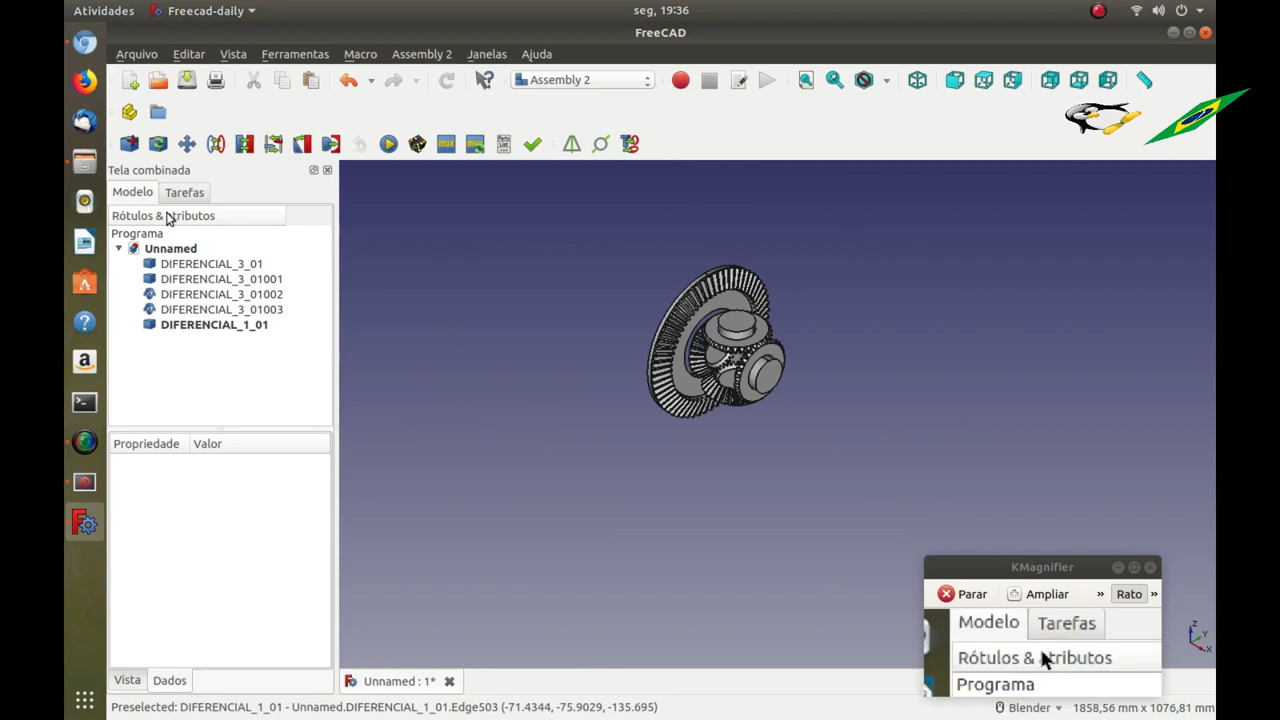 Atividades
Freecad-daily
seg, 19:36
FreeCAD
Arquivo Editar Vista Ferramentas Macro Assembly 2 Janelas Ajuda
Assembly 2
Tela combinada
Modelo Tarefas
Rótulos & tributos
Programa
Unnamed
DIFERENCIAL_3_01
DIFERENCIAL_3_01001
DIFERENCIAL_3_01002
DIFERENCIAL_3_01003
DIFERENCIAL_1_01
Propriedade Valor
Vista Dados
Unnamed : 1*
KMagnifier
Parar Ampliar » Rato »
Modelo Tarefas
Rótulos & tributos
Programa
Preselected: DIFERENCIAL_1_01 - Unnamed.DIFERENCIAL_1_01.Edge503 (-71.4344, -75.9029, -135.695)
Blender 1858,56 mm x 1076,81 mm